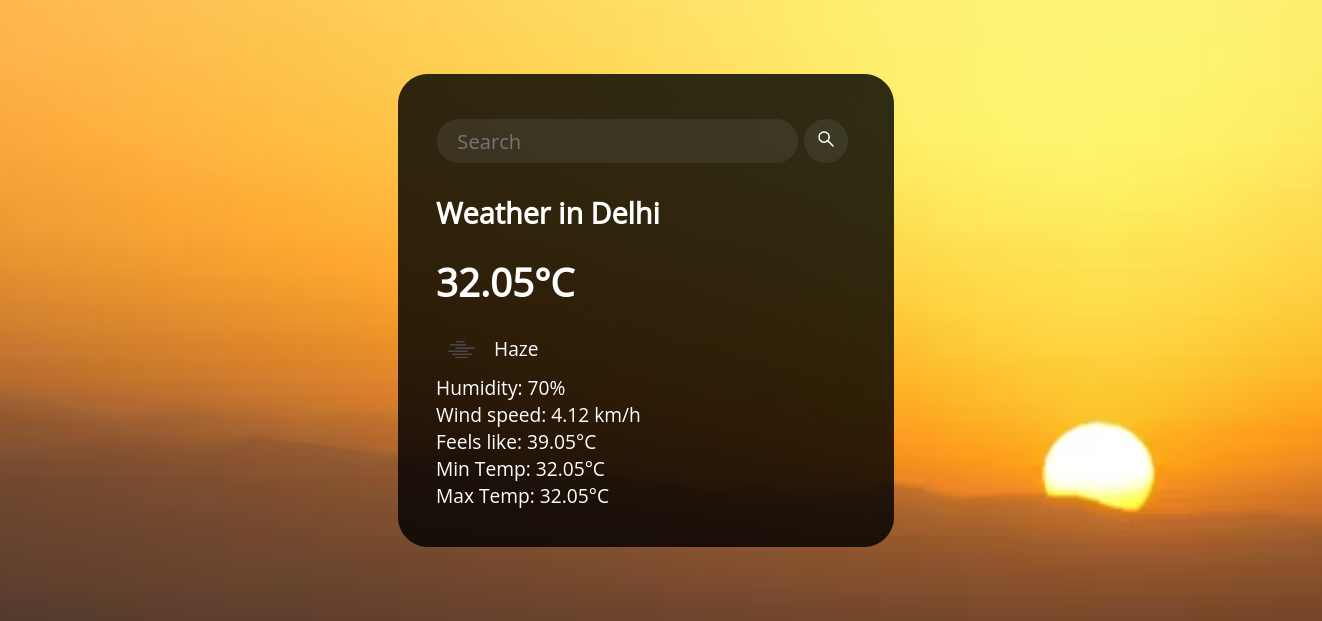 Search
Weather in Delhi
32.05°C
Haze
Humidity: 70%
Wind speed: 4.12 km/h
Feels like: 39.05°C
Min Temp: 32.05°C
Max Temp: 32.05°C